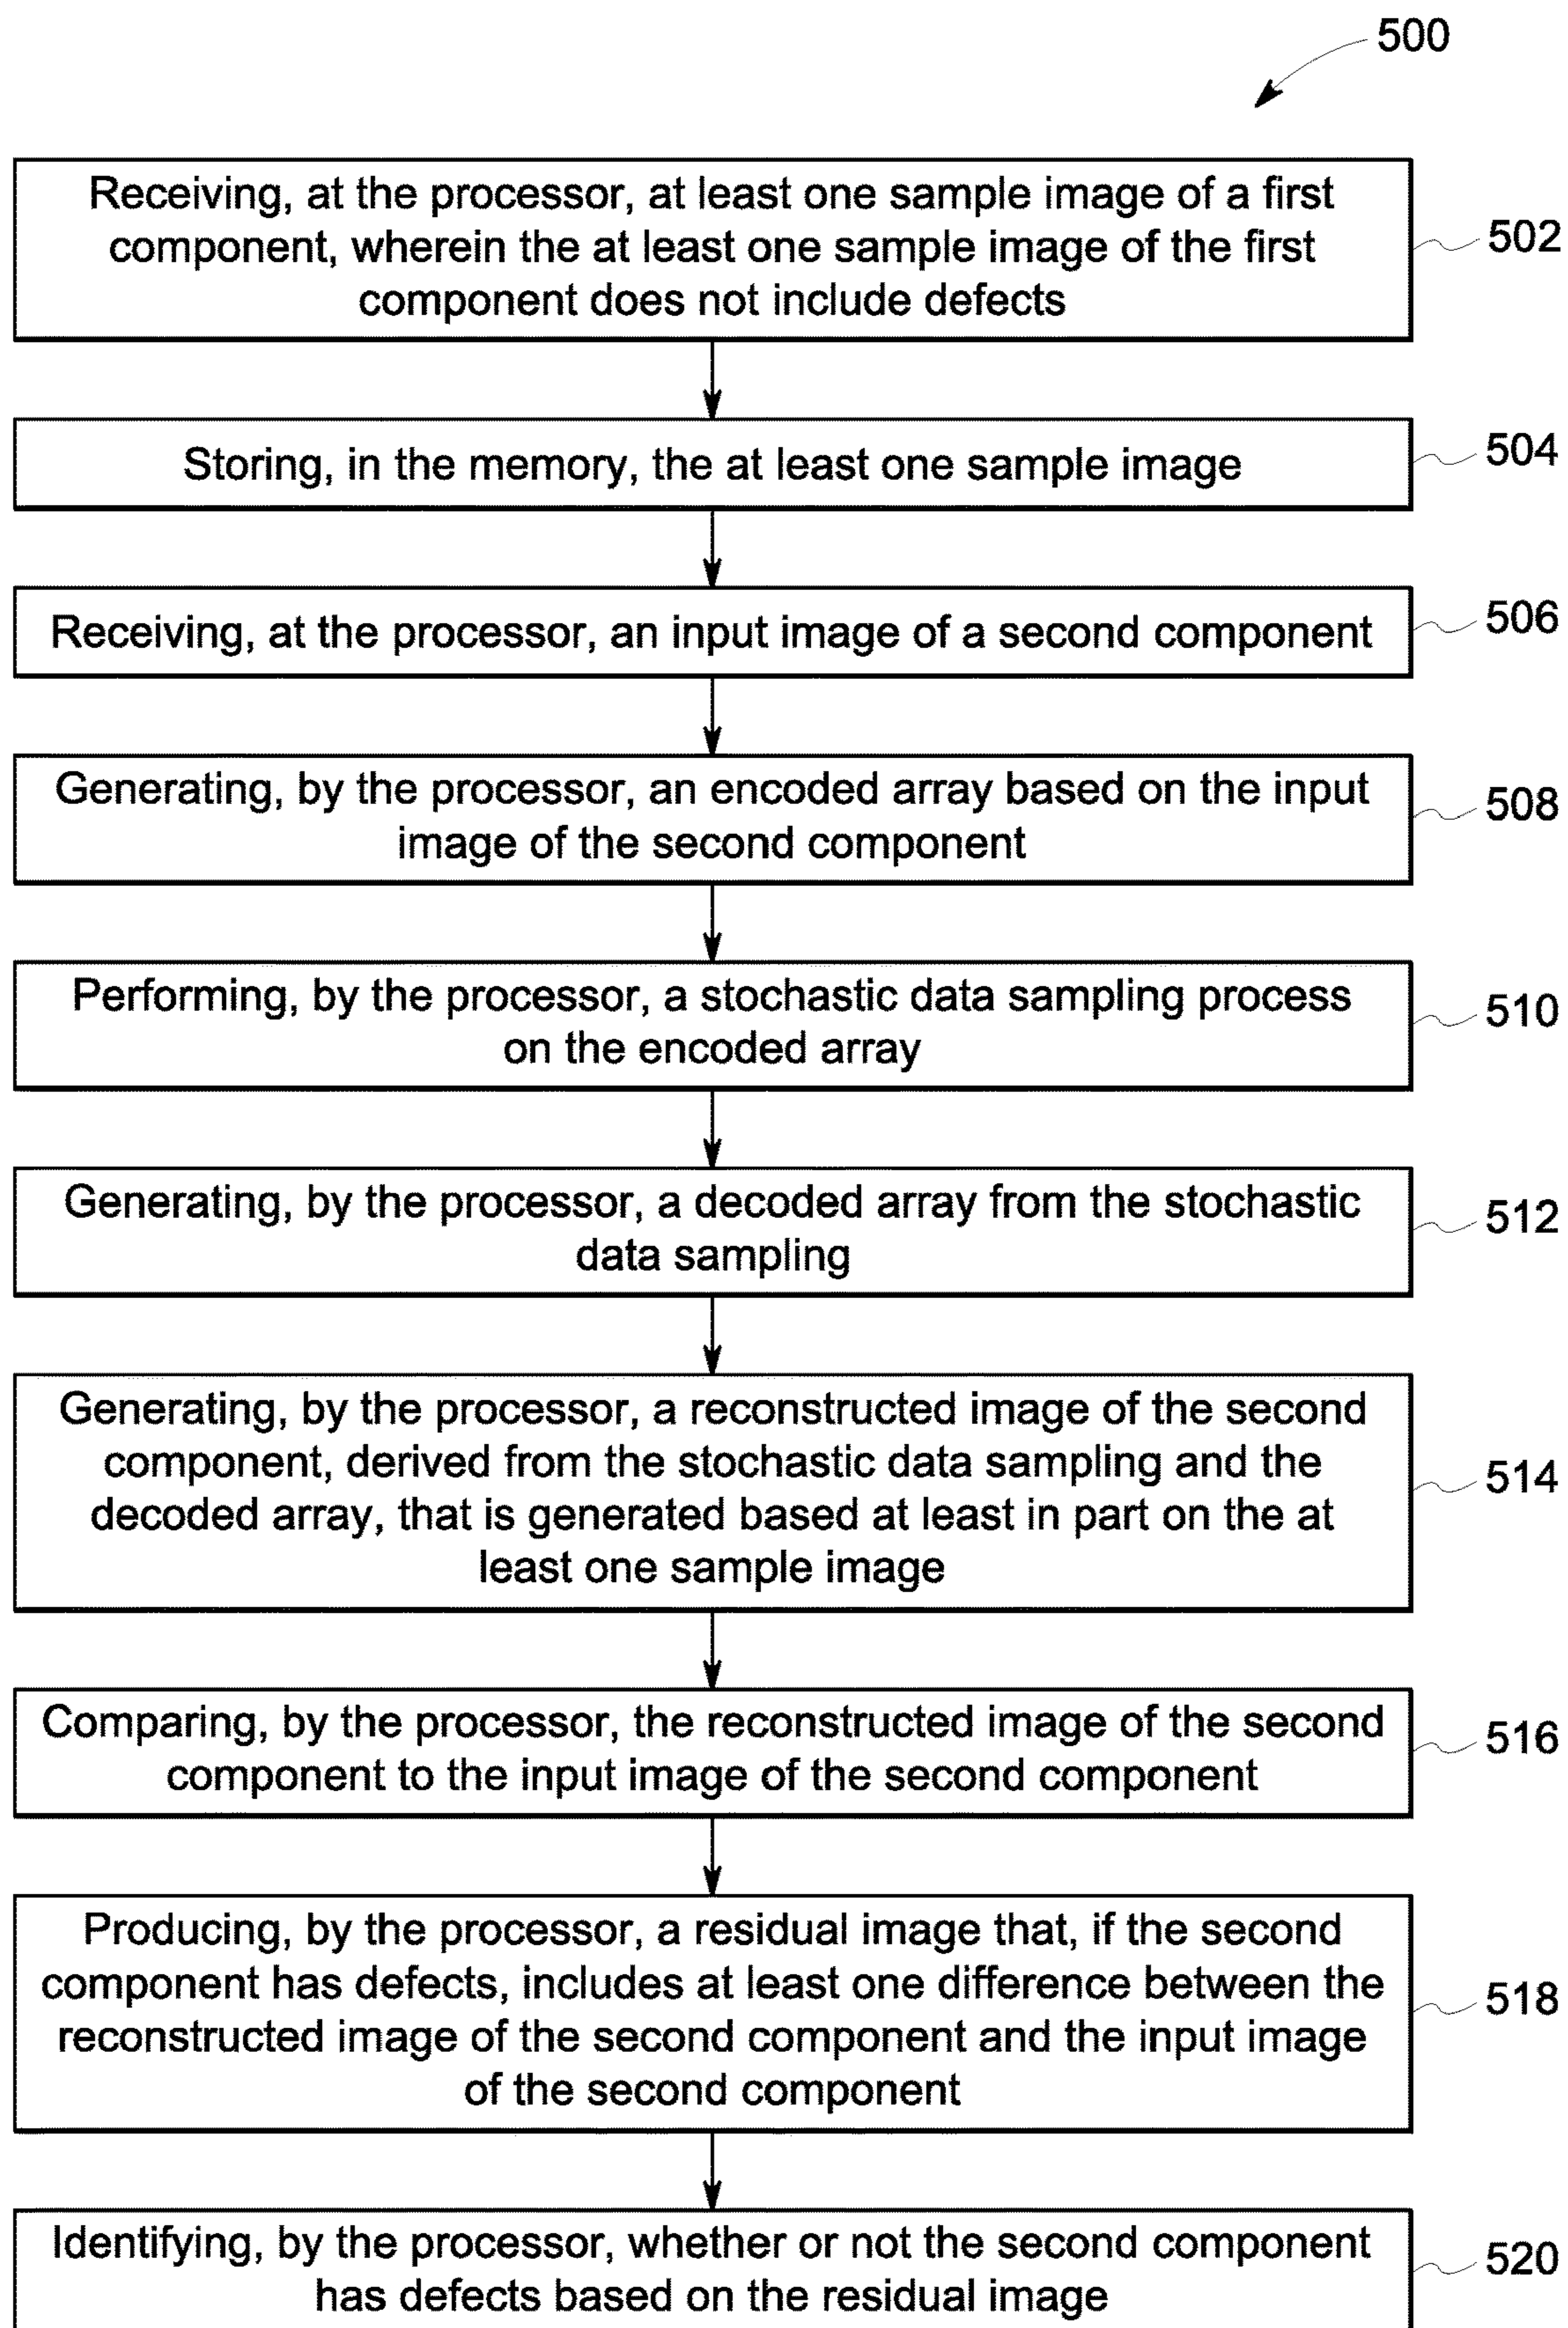 500
Receiving, at the processor, at least one sample image of a first
component, wherein the at least one sample image of the first
component does not include defects
502
Storing, in the memory, the at least one sample image
504
Receiving, at the processor, an input image of a second component
506
Generating, by the processor, an encoded array based on the input
image of the second component
508
Performing, by the processor, a stochastic data sampling process
on the encoded array
510
Generating, by the processor, a decoded array from the stochastic
data sampling
512
Generating, by the processor, a reconstructed image of the second
component, derived from the stochastic data sampling and the
decoded array, that is generated based at least in part on the at
least one sample image
514
Comparing, by the processor, the reconstructed image of the second
component to the input image of the second component
516
Producing, by the processor, a residual image that, if the second
component has defects, includes at least one difference between the
reconstructed image of the second component and the input image
of the second component
518
Identifying, by the processor, whether or not the second component
has defects based on the residual image
520